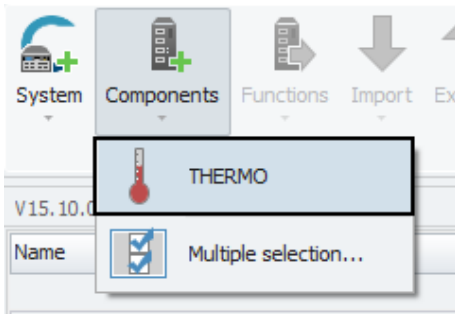 System Components Functions Import Ex
THERMO
V15.10.0
Name
Multiple selection...